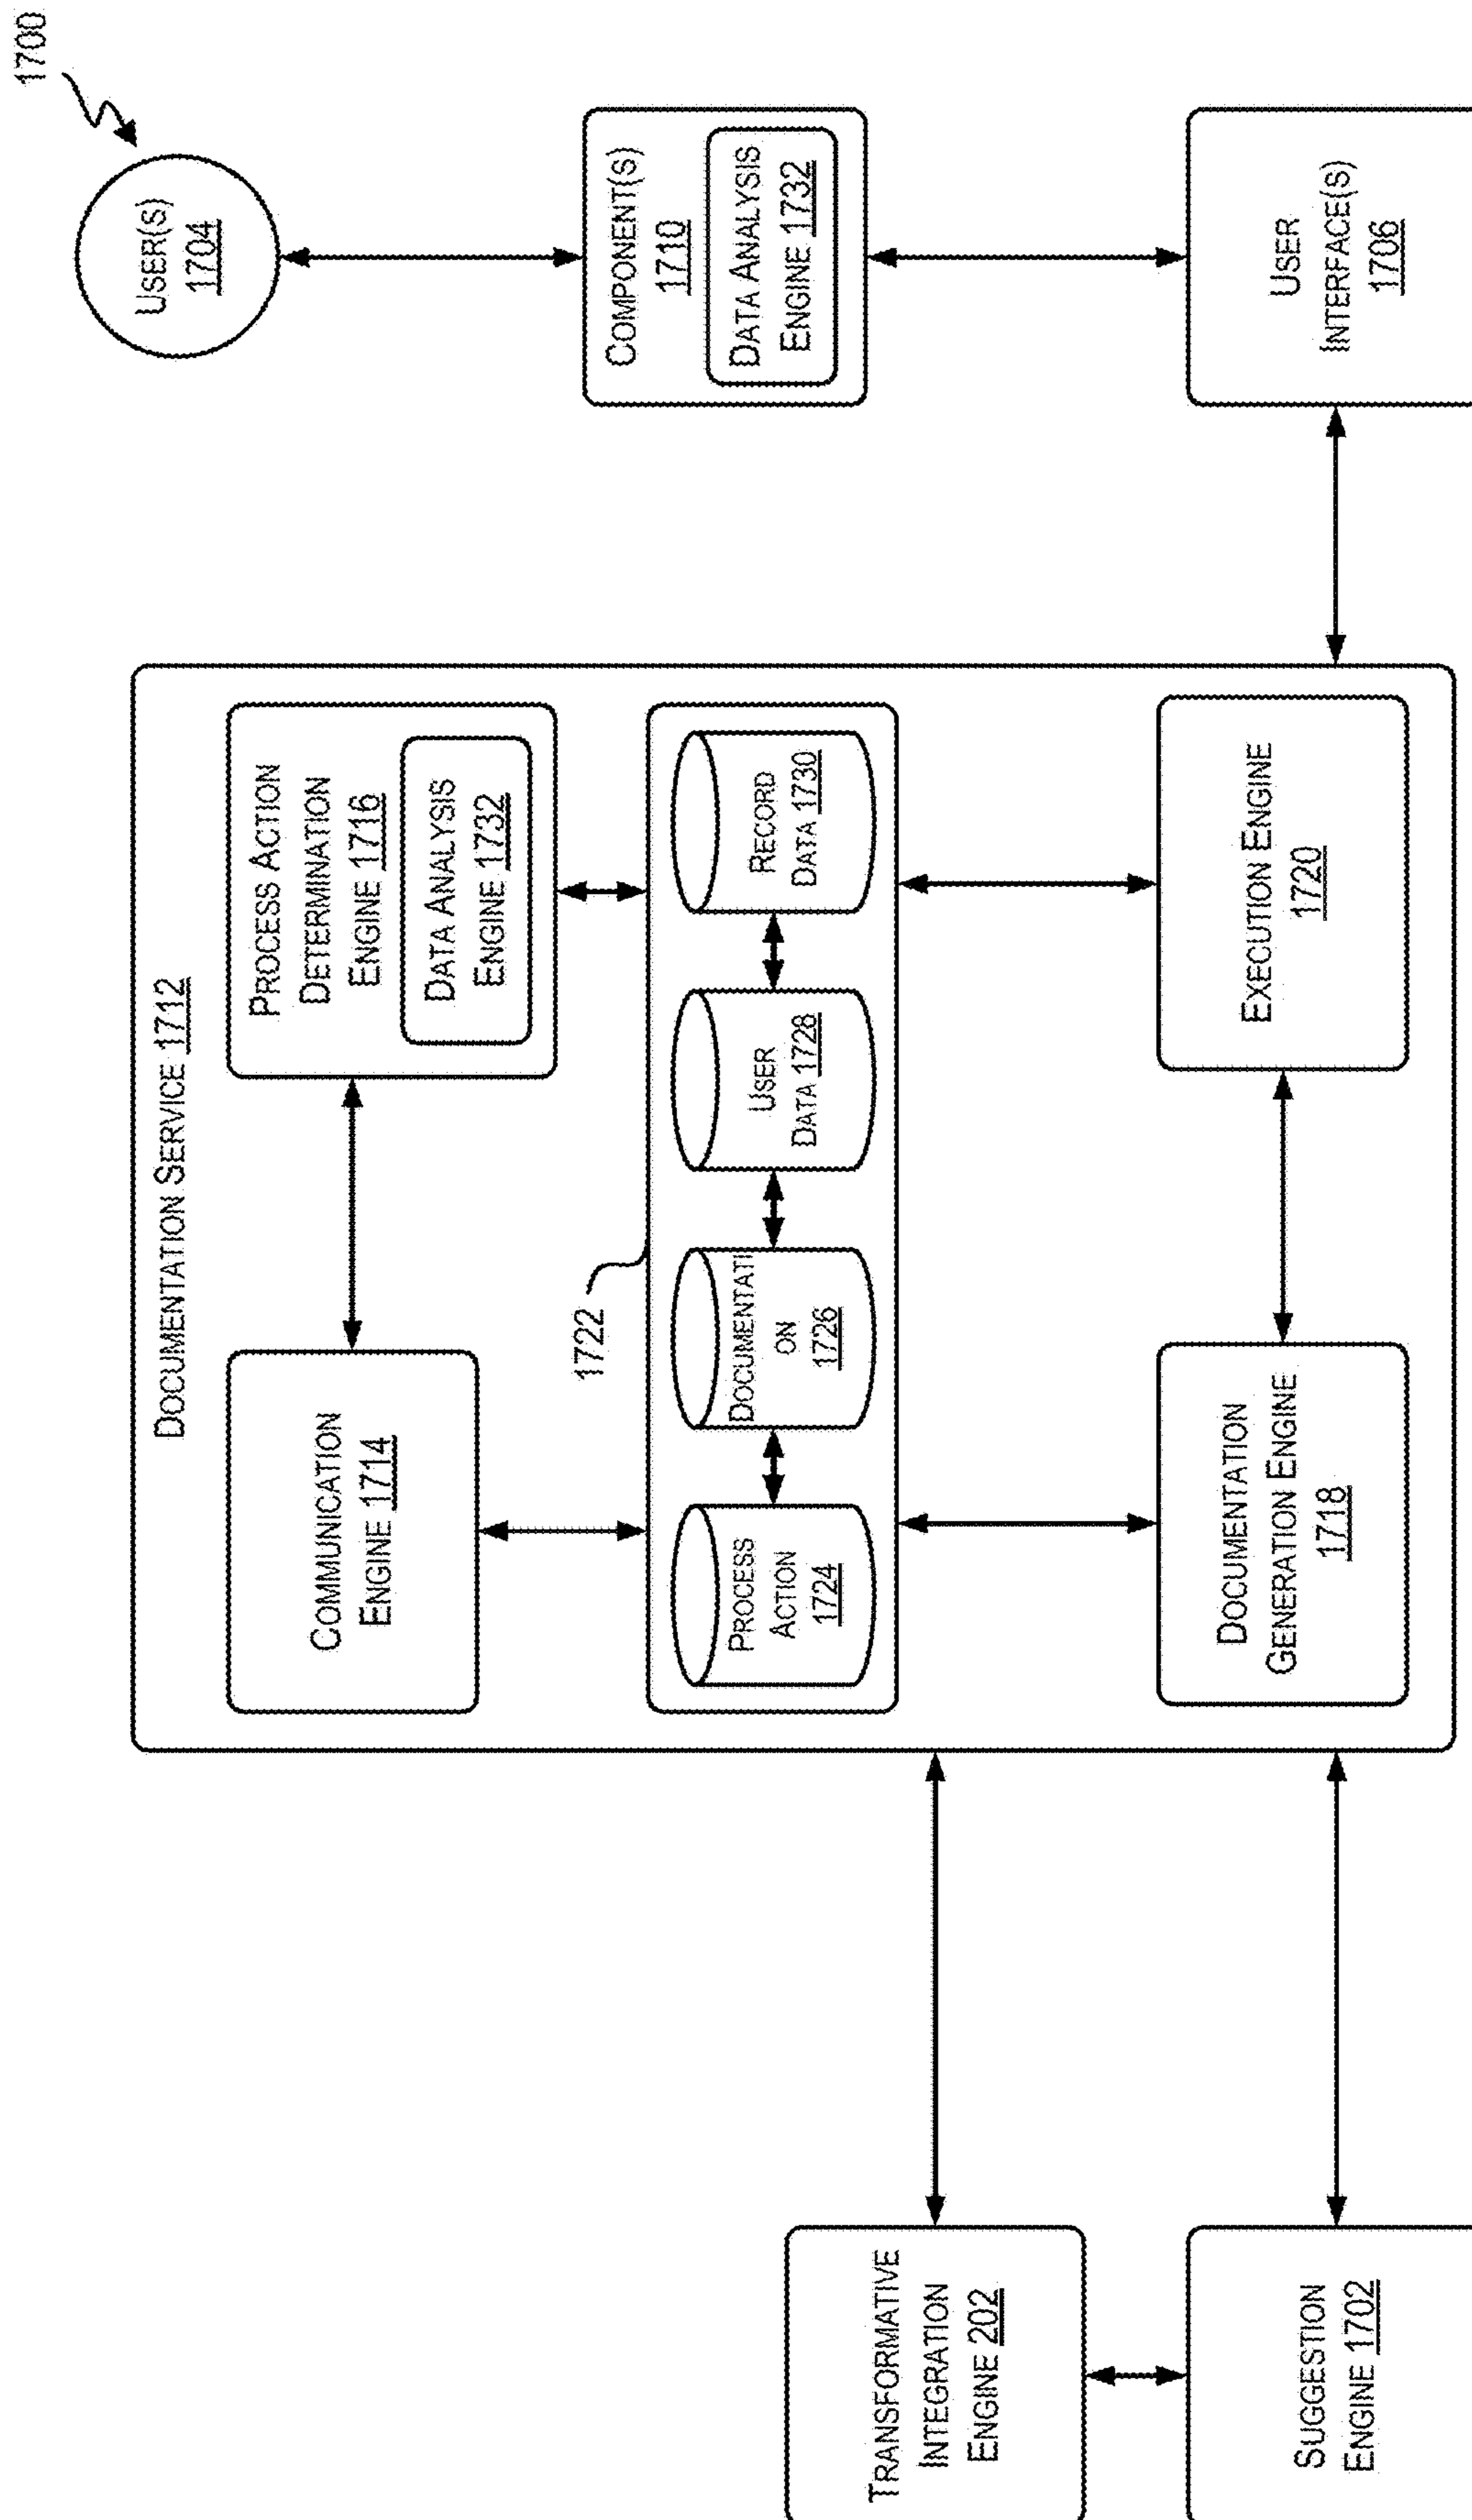 1700
USER(S)
1704
COMPONENT(S)
1710
DATA ANALYSIS
ENGINE 1732
USER
INTERFACE(S)
1706
DOCUMENTATION SERVICE 1712
COMMUNICATION
ENGINE 1714
PROCESS ACTION
DETERMINATION
ENGINE 1716
DATA ANALYSIS
ENGINE 1732
1722
PROCESS
ACTION
1724
DOCUMENTATI
ON
1726
USER
DATA 1728
RECORD
DATA 1730
DOCUMENTATION
GENERATION ENGINE
1718
EXECUTION ENGINE
1720
TRANSFORMATIVE
INTEGRATION
ENGINE 202
SUGGESTION
ENGINE 1702